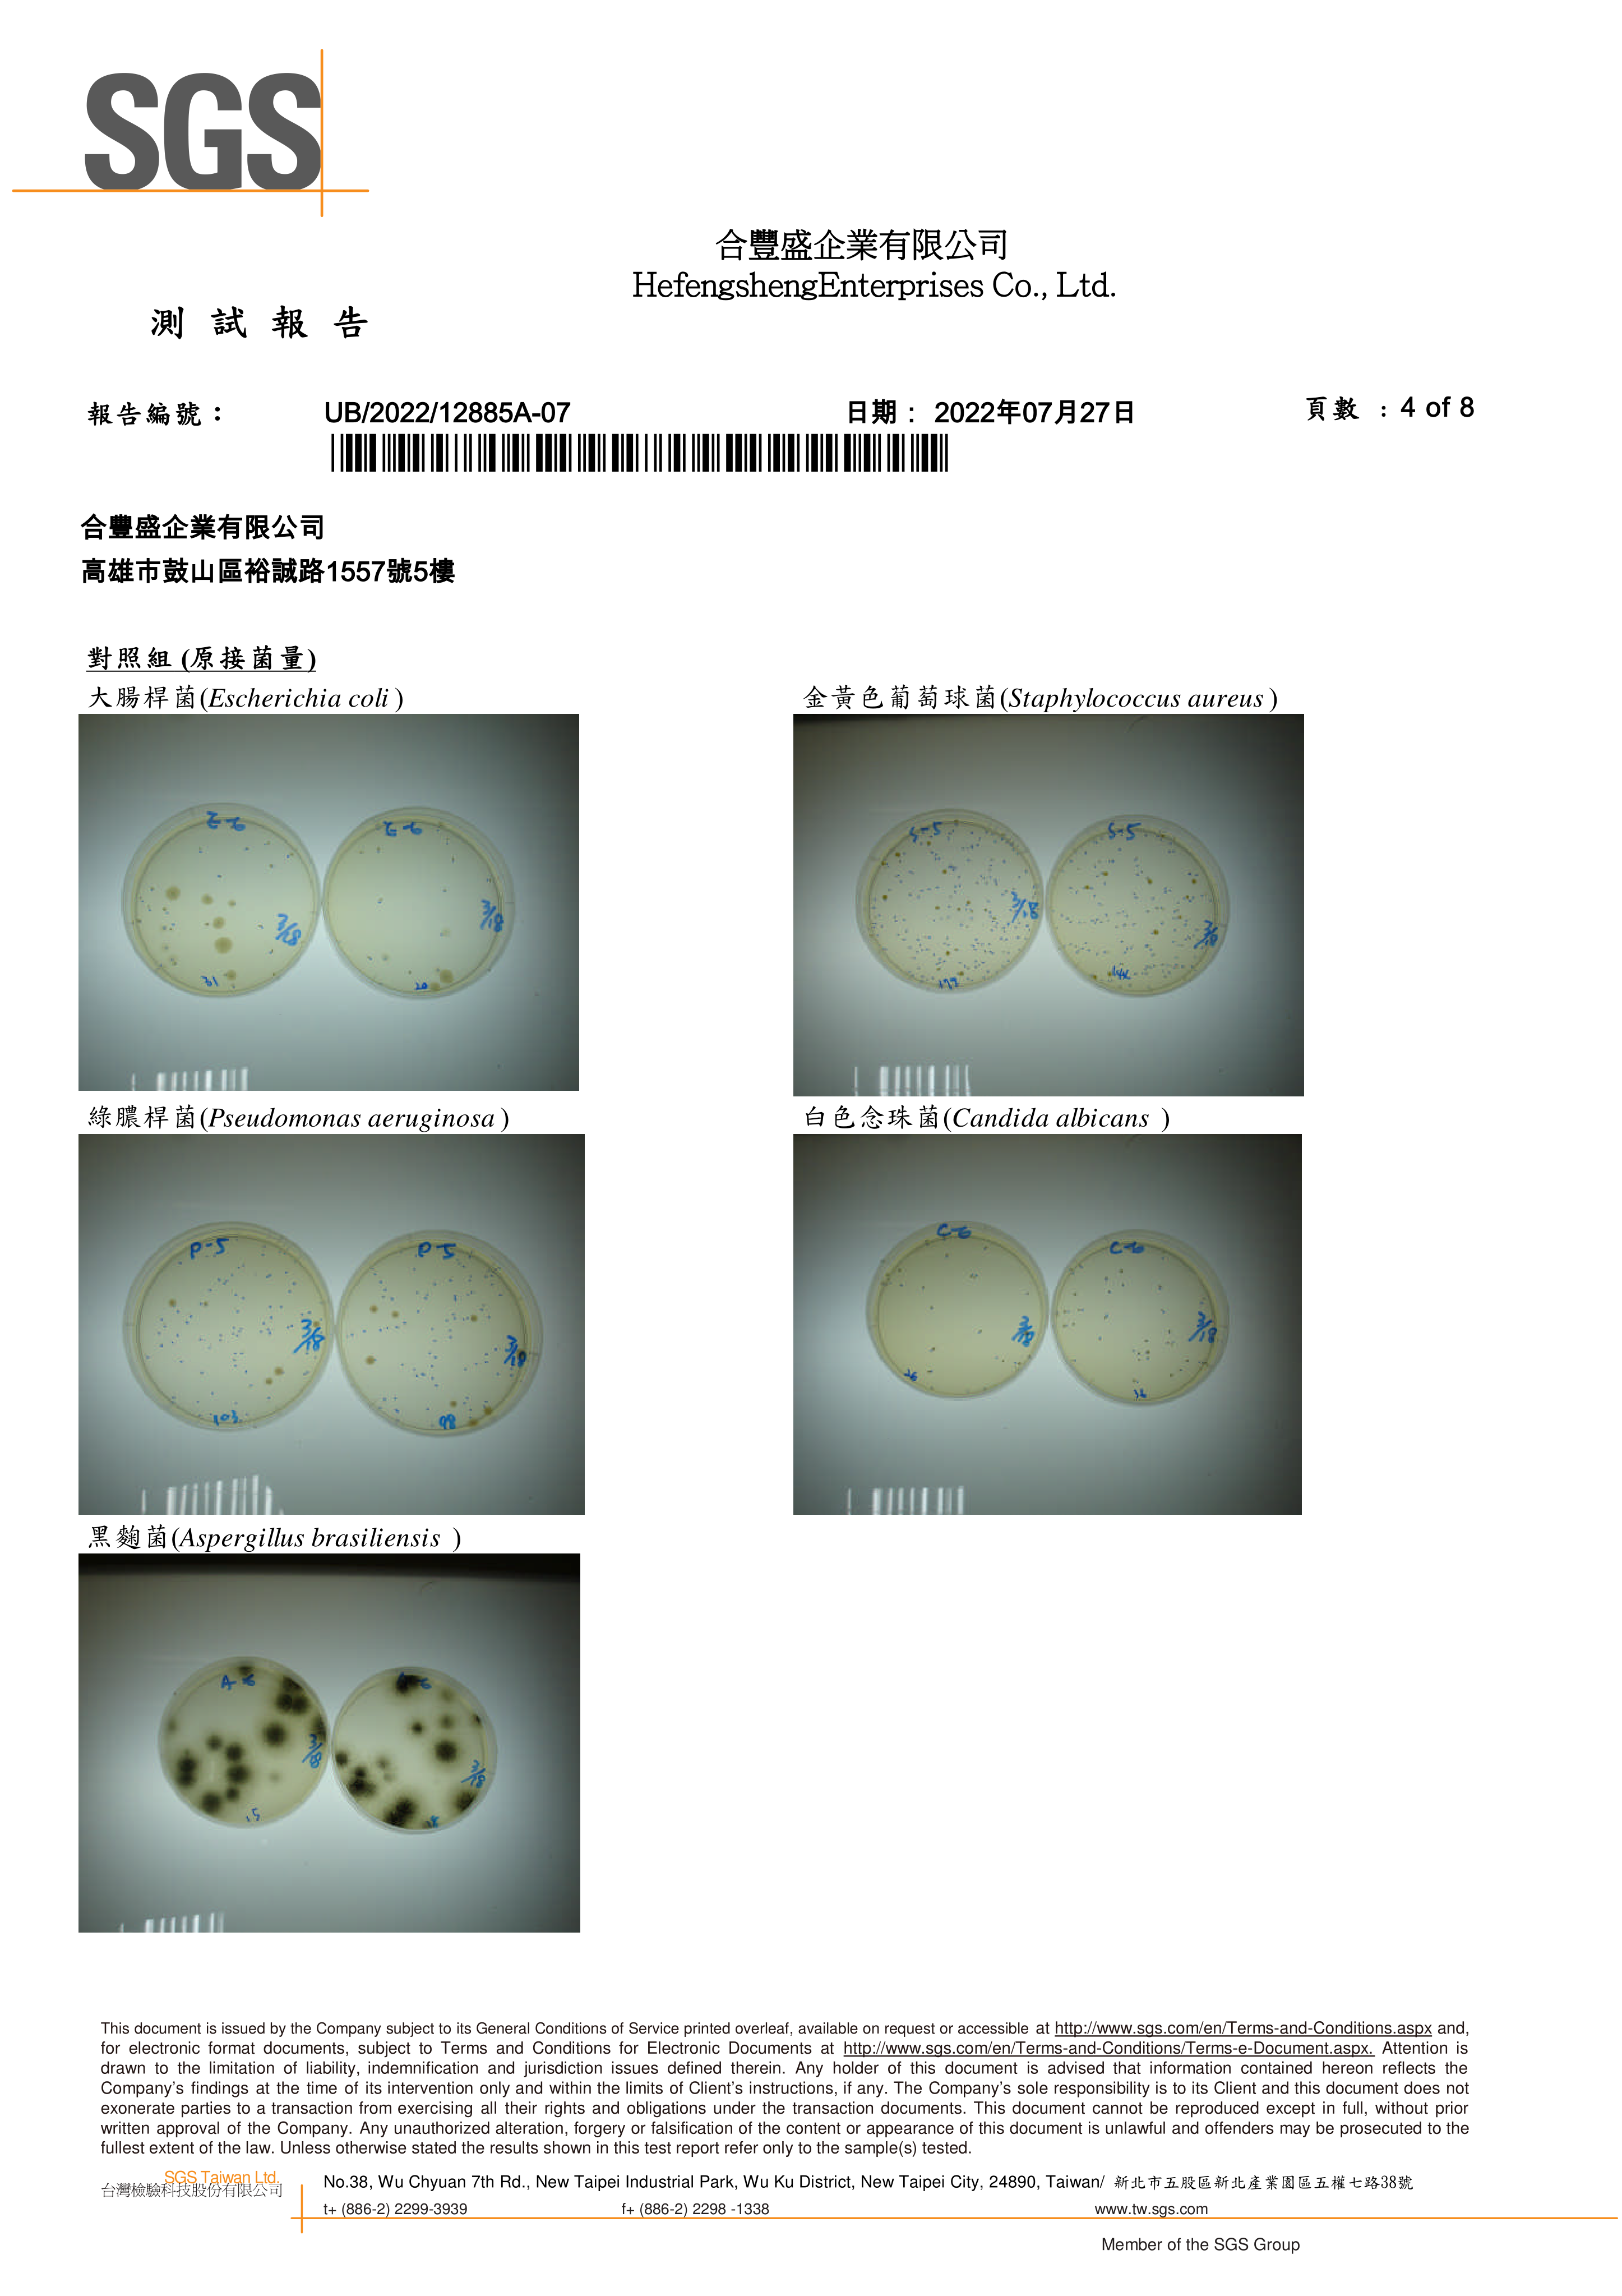 SGS
合豐盛企業有限公司
HefengshengEnterprises Co., Ltd.
測 試 報 告
報告編號： UB/2022/12885A-07 日期： 2022年07月27日 頁數 ：4 of 8
合豐盛企業有限公司
高雄市鼓山區裕誠路1557號5樓
對照組 (原接菌量)
大腸桿菌(Escherichia coli ) 金黃色葡萄球菌(Staphylococcus aureus )
E-6 E-6 S-5 S-5
3/18 3/18 3/18 3/18
31 20 177
綠膿桿菌(Pseudomonas aeruginosa ) 白色念珠菌(Candida albicans )
P-5 P-5 C-6 C-6
3/18 3/18 3/18 3/18
103 98 26 36
黑麴菌(Aspergillus brasiliensis )
A-6
3/18 3/18
15 18
This document is issued by the Company subject to its General Conditions of Service printed overleaf, available on request or accessible at http://www.sgs.com/en/Terms-and-Conditions.aspx and,
for electronic format documents, subject to Terms and Conditions for Electronic Documents at http://www.sgs.com/en/Terms-and-Conditions/Terms-e-Document.aspx. Attention is
drawn to the limitation of liability, indemnification and jurisdiction issues defined therein. Any holder of this document is advised that information contained hereon reflects the
Company's findings at the time of its intervention only and within the limits of Client's instructions, if any. The Company's sole responsibility is to its Client and this document does not
exonerate parties to a transaction from exercising all their rights and obligations under the transaction documents. This document cannot be reproduced except in full, without prior
written approval of the Company. Any unauthorized alteration, forgery or falsification of the content or appearance of this document is unlawful and offenders may be prosecuted to the
fullest extent of the law. Unless otherwise stated the results shown in this test report refer only to the sample(s) tested.
SGS Taiwan Ltd.
台灣檢驗科技股份有限公司
No.38, Wu Chyuan 7th Rd., New Taipei Industrial Park, Wu Ku District, New Taipei City, 24890, Taiwan/ 新北市五股區新北產業園區五權七路38號
t+ (886-2) 2299-3939 f+ (886-2) 2298 -1338 www.tw.sgs.com
Member of the SGS Group